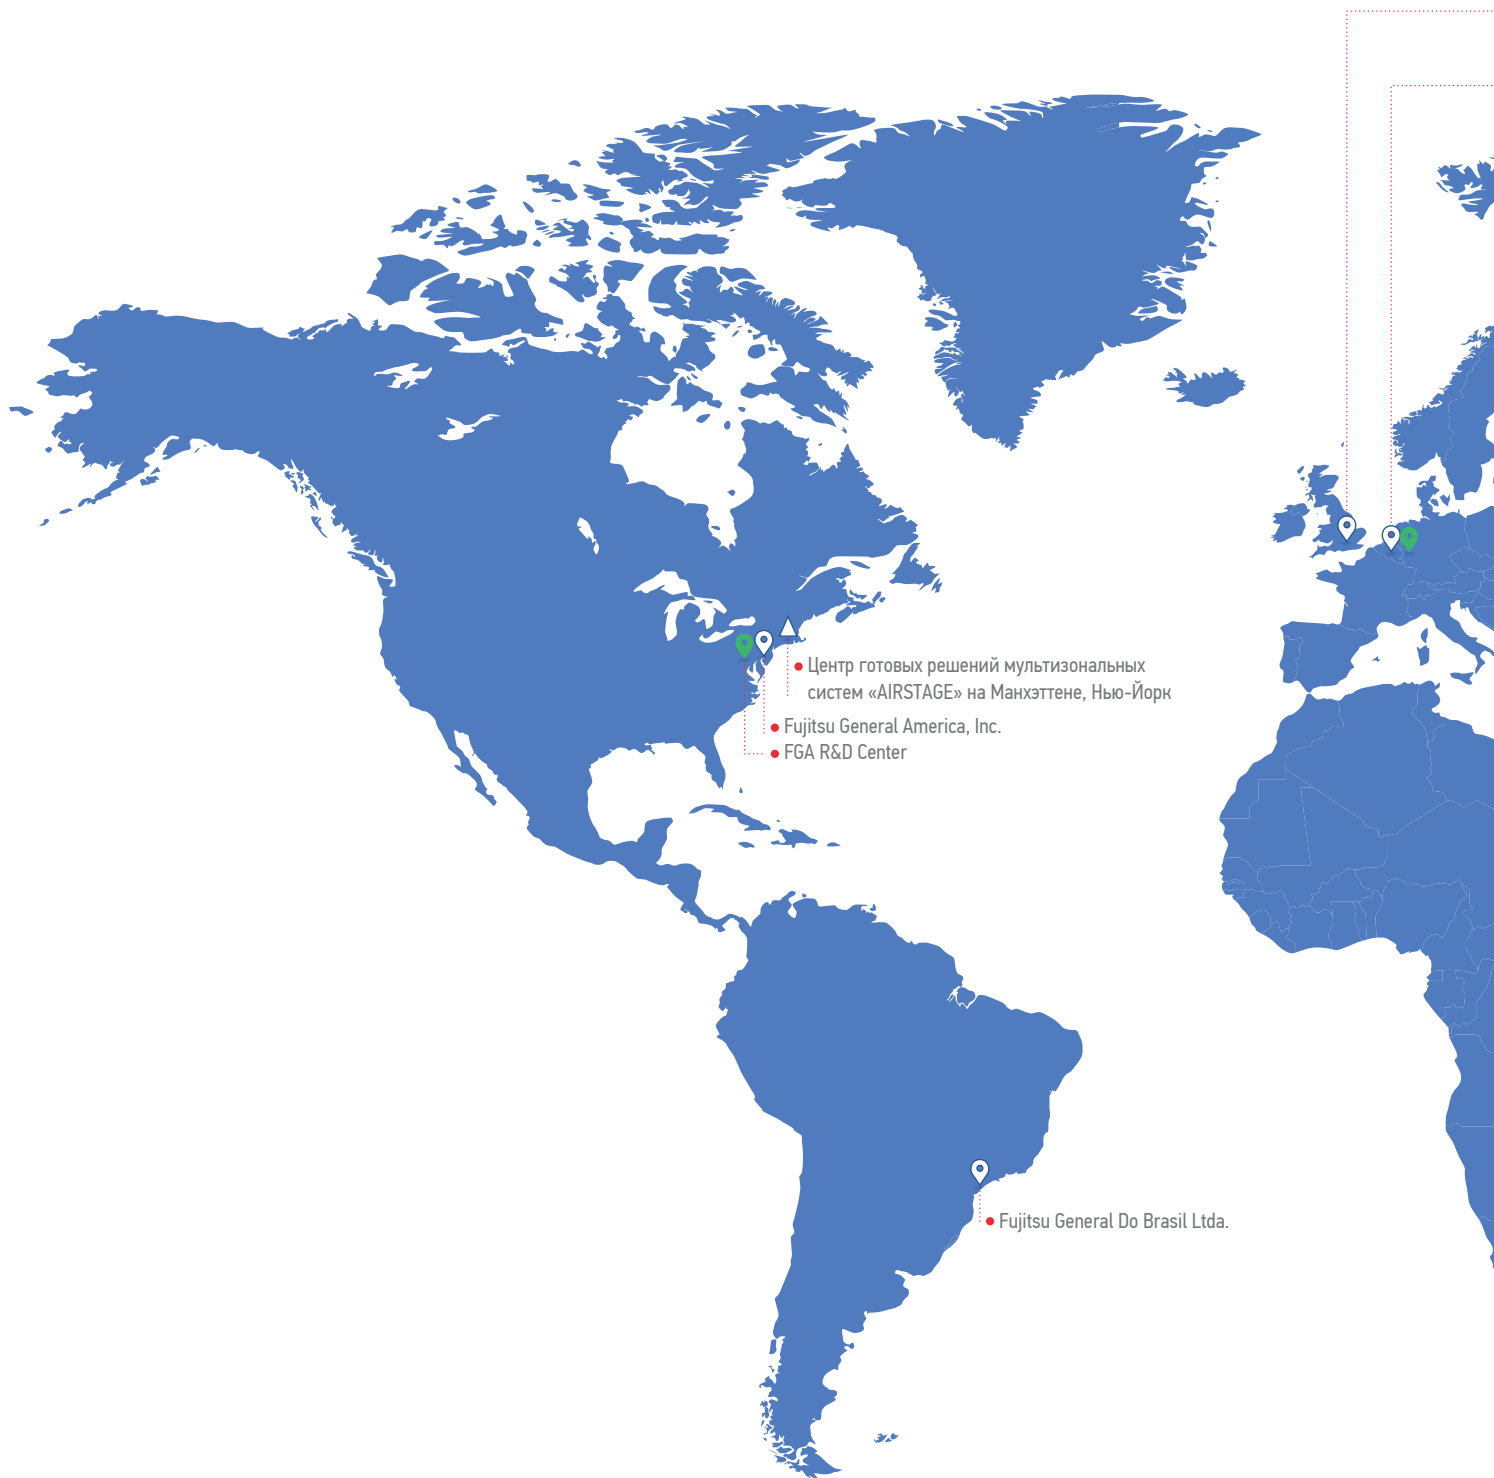 Центр готовых решений мультизональных
систем «AIRSTAGE» на Манхэттене, Нью-Йорк
Fujitsu General America, Inc.
FGA R&D Center
Fujitsu General Do Brasil Ltda.